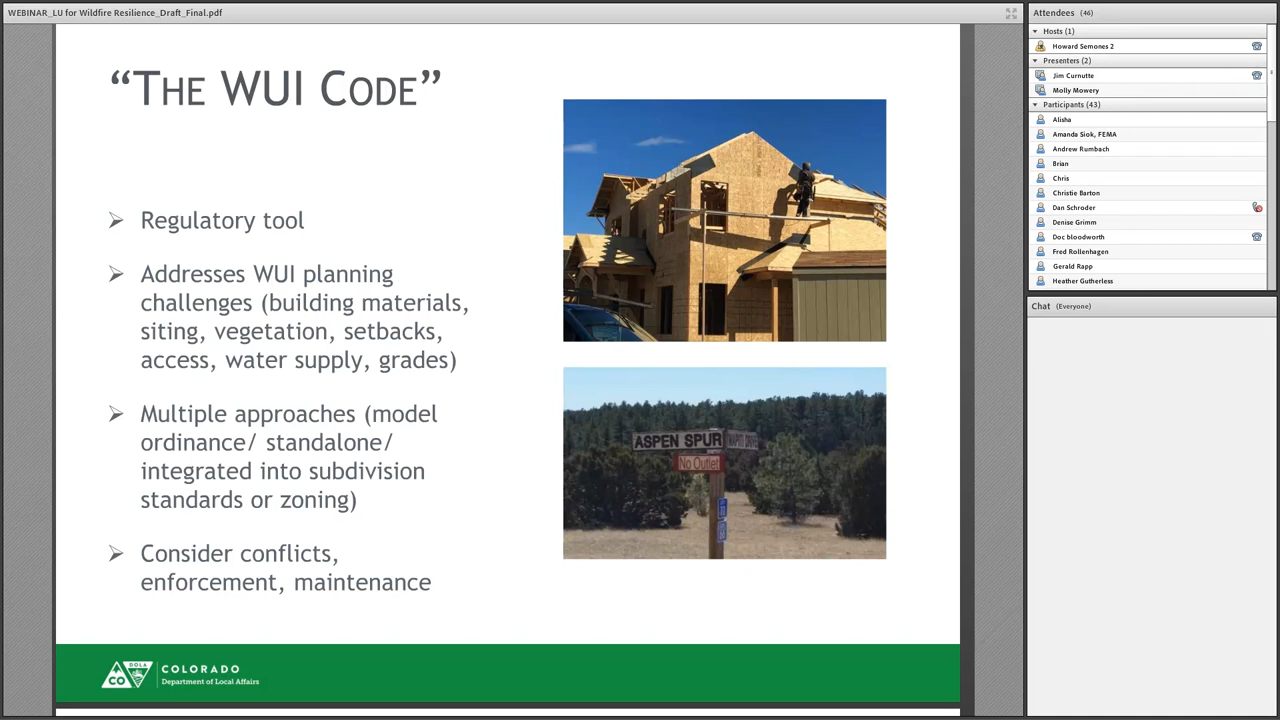 WEBINAR_LU for Wildfire Resilience_Draft_Final.pdf
“THE WUI CODE”
Regulatory tool
Addresses WUI planning
challenges (building materials,
siting, vegetation, setbacks,
access, water supply, grades)
Multiple approaches (model
ordinance/ standalone/
integrated into subdivision
standards or zoning)
Consider conflicts,
enforcement, maintenance
ASPEN SPUR
WAPITI DRIVE
No Outlet
CO
DOLA
COLORADO
Department of Local Affairs
Attendees (46)
Hosts (1)
Howard Semones 2
Presenters (2)
Jim Curnutte
Molly Mowery
Participants (43)
Alisha
Amanda Siok, FEMA
Andrew Rumbach
Brian
Chris
Christie Barton
Dan Schroder
Denise Grimm
Doc bloodworth
Fred Rollenhagen
Gerald Rapp
Heather Gutherless
Chat (Everyone)